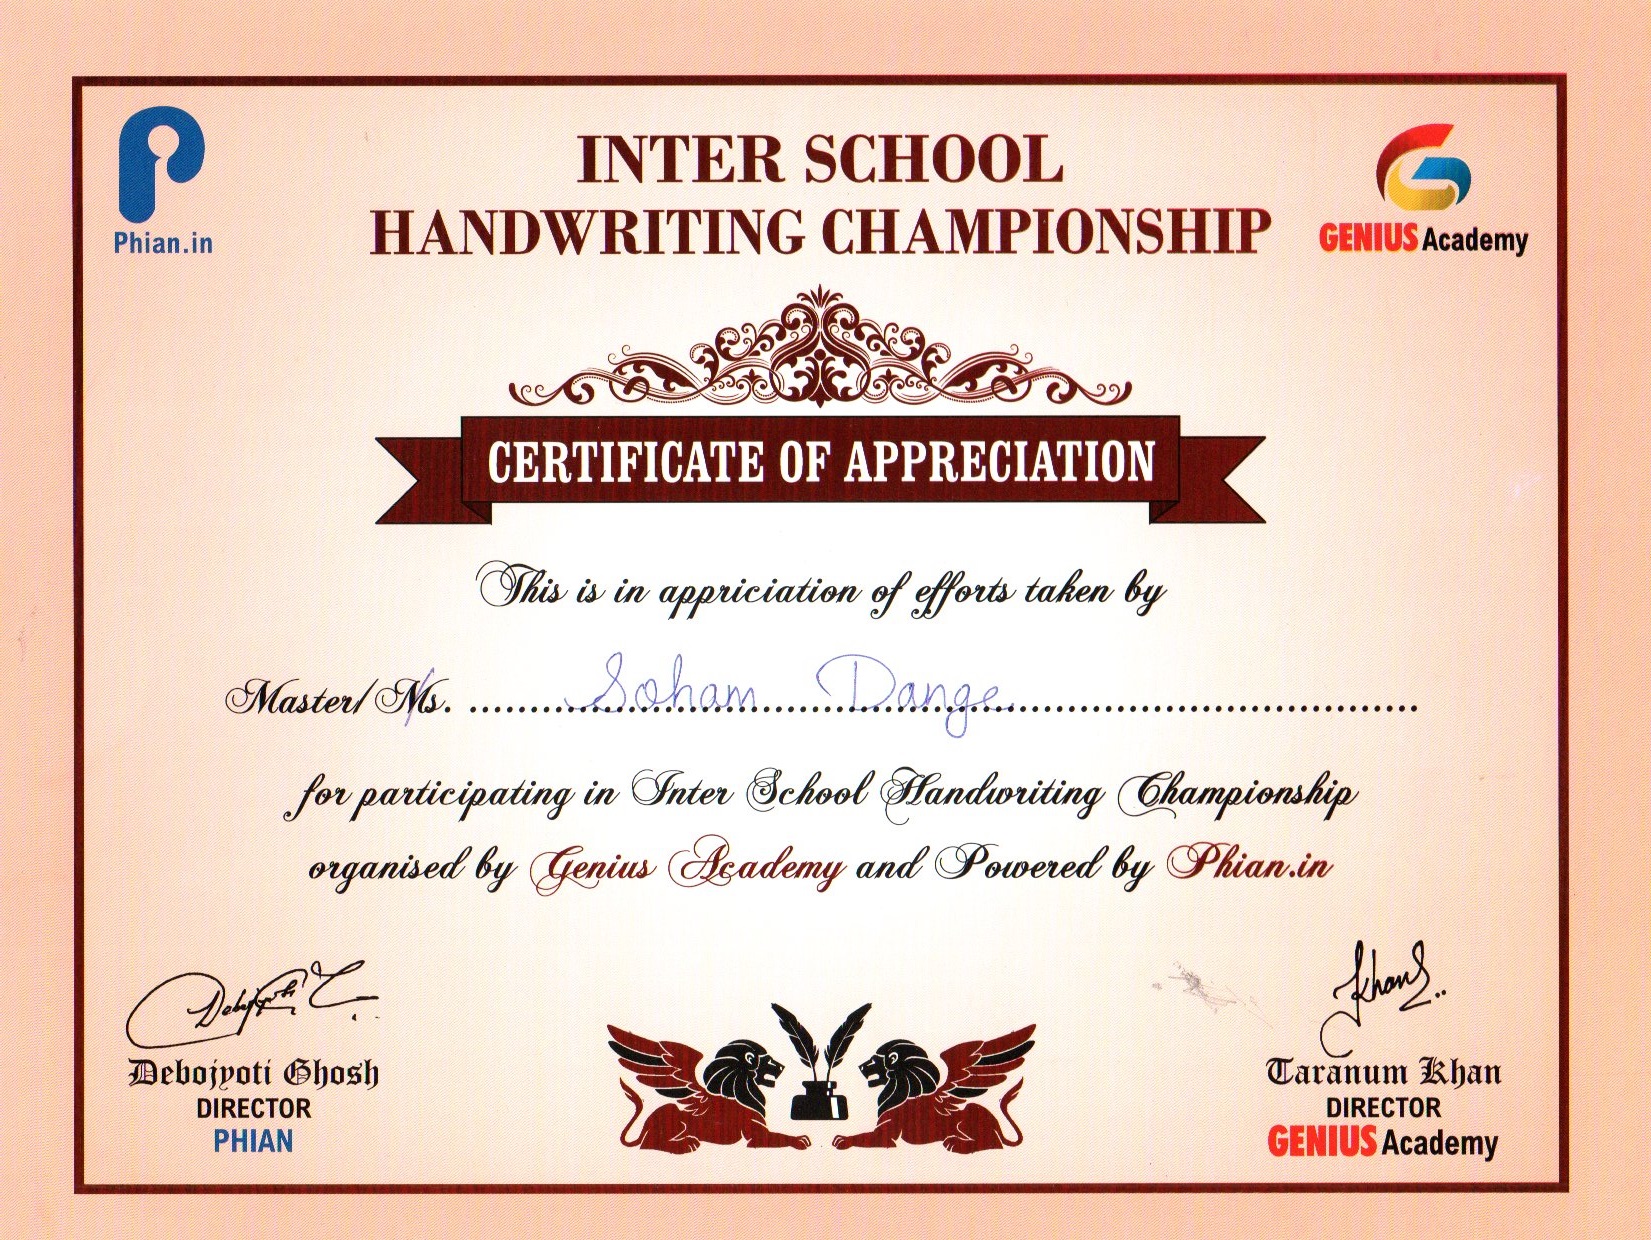 Phian.in
GENIUS Academy
INTER SCHOOL
HANDWRITING CHAMPIONSHIP
CERTIFICATE OF APPRECIATION
This is in appriciation of efforts taken by
Master/ Ms. Soham Dange
for participating in Inter School Handwriting Championship
organised by Genius Academy and Powered by Phian.in
Khan
Debojyoti Ghosh
DIRECTOR
PHIAN
Taranum Khan
DIRECTOR
GENIUS Academy